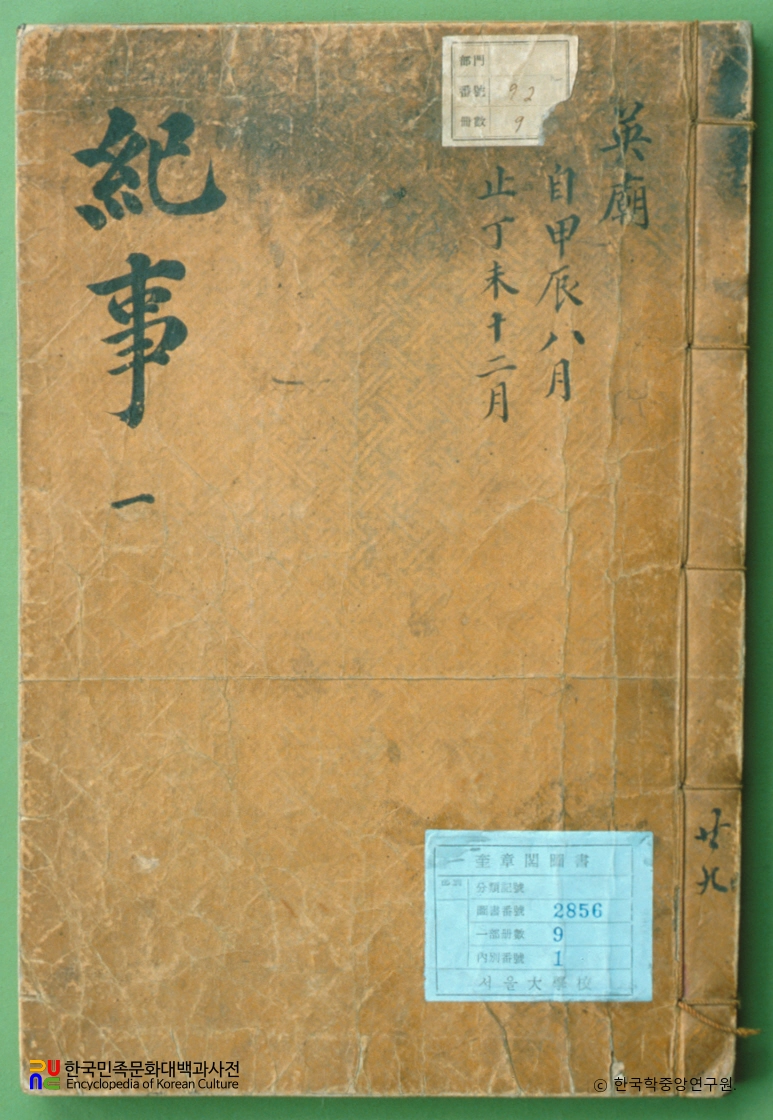 英廟
自甲辰八月
止丁未十二月
紀事 一
部門
番號 92
冊數 9
共九
奎章閣圖書
分類記號
圖書番號 2856
一部冊數 9
內別番號 1
서울大學校
한국민족문화대백과사전
Encyclopedia of Korean Culture
© 한국학중앙연구원